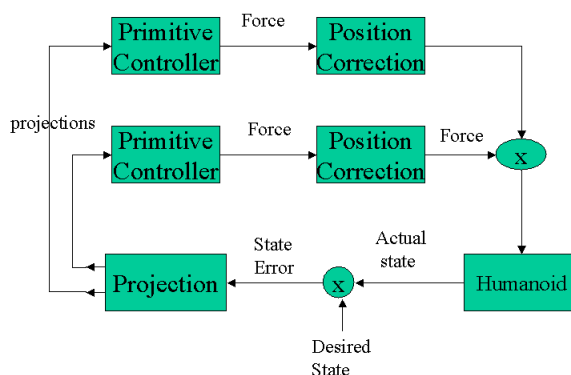 Force
Primitive
Controller
Position
Correction
projections
Force
Force
Primitive
Controller
Position
Correction
x
State
Error
Actual
state
Projection
x
Humanoid
Desired
State